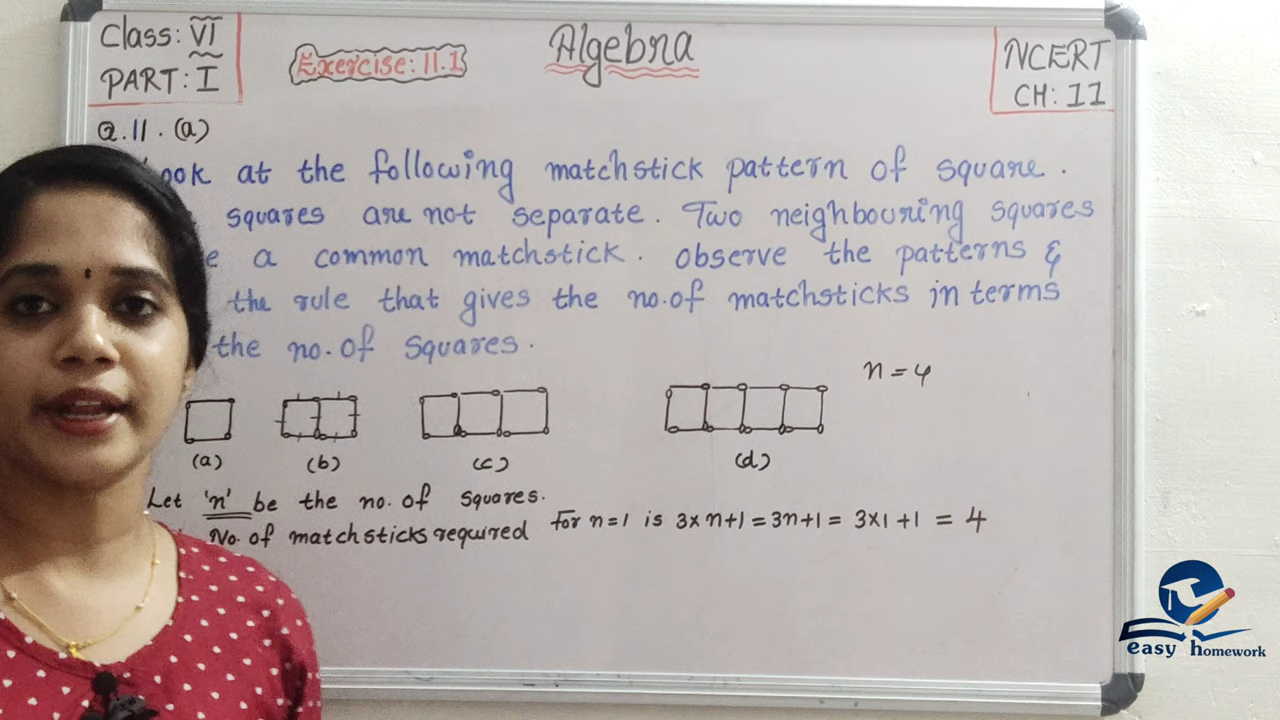 Class: VI
PART: I
Exercise: 11.1
Algebra
NCERT
CH: 11
Q.11. (a)
ook at the following matchstick pattern of square.
squares are not separate. Two neighbouring squares
e a common matchstick. observe the patterns &
the rule that gives the no.of matchsticks in terms
the no. of squares.
n = 4
(a) (b) (c) (d)
Let 'n' be the no. of squares.
No. of matchsticks required for n=1 is 3×n+1 = 3n+1 = 3×1 +1 = 4
easy homework